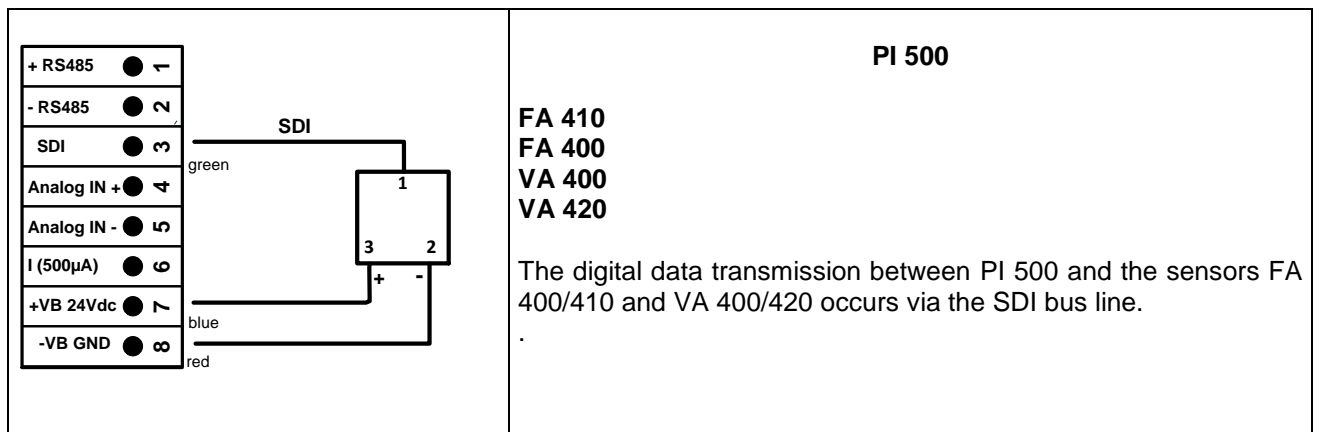 + RS485 1
- RS485 2
SDI 3
Analog IN + 4
Analog IN - 5
I (500µA) 6
+VB 24Vdc 7
-VB GND 8
SDI
green
1
3 2
+ -
blue
red
PI 500
FA 410
FA 400
VA 400
VA 420
The digital data transmission between PI 500 and the sensors FA
400/410 and VA 400/420 occurs via the SDI bus line.
.